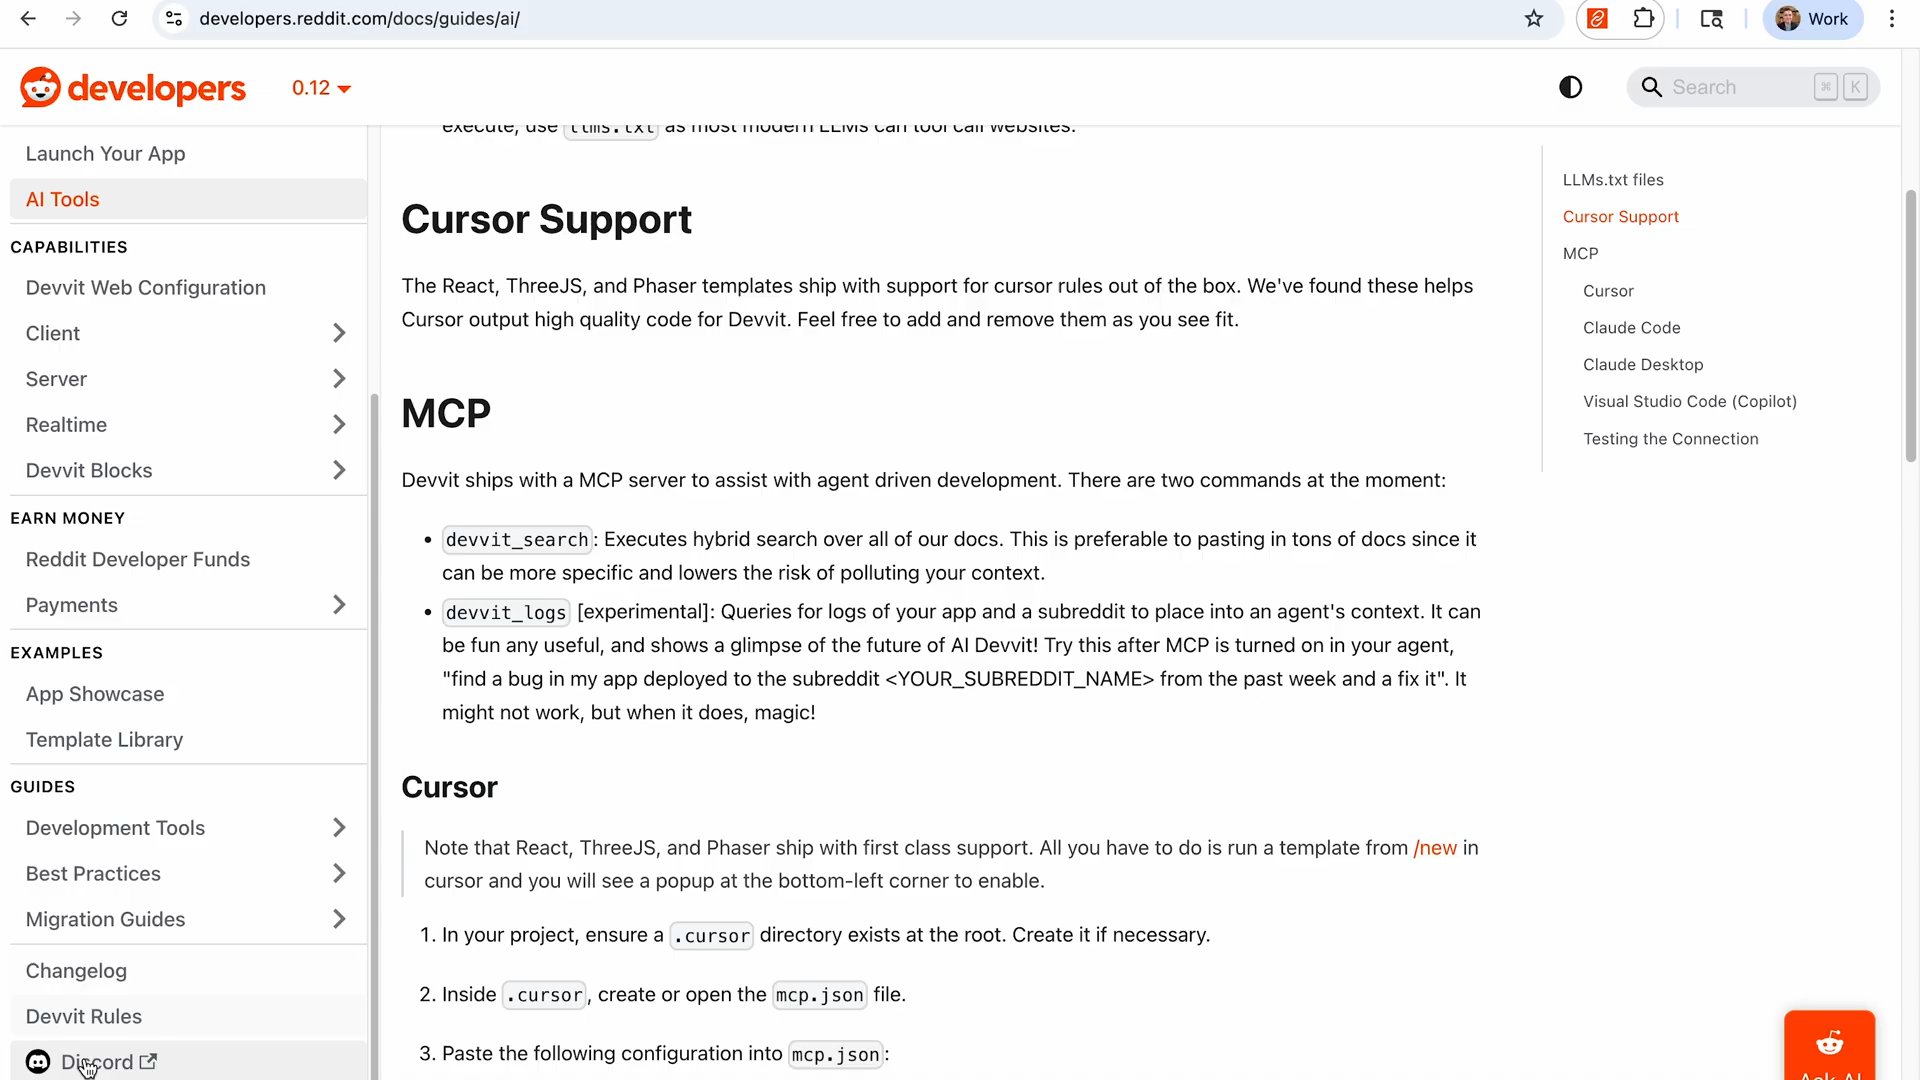 developers.reddit.com/docs/guides/ai/
Work
developers
0.12
Search
⌘ K
Launch Your App
AI Tools
CAPABILITIES
Devvit Web Configuration
Client
Server
Realtime
Devvit Blocks
EARN MONEY
Reddit Developer Funds
Payments
EXAMPLES
App Showcase
Template Library
GUIDES
Development Tools
Best Practices
Migration Guides
Changelog
Devvit Rules
Discord
execute, use llms.txt as most modern LLMs can tool call websites.
Cursor Support
The React, ThreeJS, and Phaser templates ship with support for cursor rules out of the box. We've found these helps
Cursor output high quality code for Devvit. Feel free to add and remove them as you see fit.
MCP
Devvit ships with a MCP server to assist with agent driven development. There are two commands at the moment:
• devvit_search: Executes hybrid search over all of our docs. This is preferable to pasting in tons of docs since it
can be more specific and lowers the risk of polluting your context.
• devvit_logs [experimental]: Queries for logs of your app and a subreddit to place into an agent's context. It can
be fun any useful, and shows a glimpse of the future of AI Devvit! Try this after MCP is turned on in your agent,
"find a bug in my app deployed to the subreddit <YOUR_SUBREDDIT_NAME> from the past week and a fix it". It
might not work, but when it does, magic!
Cursor
Note that React, ThreeJS, and Phaser ship with first class support. All you have to do is run a template from /new in
cursor and you will see a popup at the bottom-left corner to enable.
1. In your project, ensure a .cursor directory exists at the root. Create it if necessary.
2. Inside .cursor, create or open the mcp.json file.
3. Paste the following configuration into mcp.json:
LLMs.txt files
Cursor Support
MCP
Cursor
Claude Code
Claude Desktop
Visual Studio Code (Copilot)
Testing the Connection
Ask AI